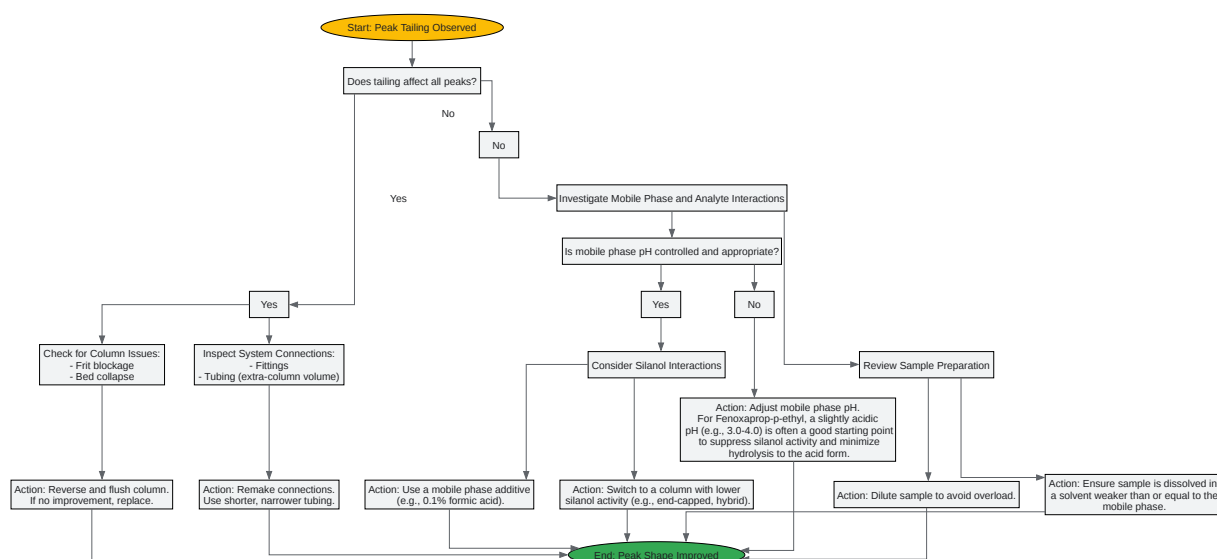 Start: Peak Tailing Observed
Does tailing affect all peaks?
No
No
Yes
Investigate Mobile Phase and Analyte Interactions
Is mobile phase pH controlled and appropriate?
Yes
Yes
No
Check for Column Issues:
- Frit blockage
- Bed collapse
Inspect System Connections:
- Fittings
- Tubing (extra-column volume)
Consider Silanol Interactions
Review Sample Preparation
Action: Adjust mobile phase pH.
For Fenoxaprop-p-ethyl, a slightly acidic
pH (e.g., 3.0-4.0) is often a good starting point
to suppress silanol activity and minimize
hydrolysis to the acid form.
Action: Reverse and flush column.
If no improvement, replace.
Action: Remake connections.
Use shorter, narrower tubing.
Action: Use a mobile phase additive
(e.g., 0.1% formic acid).
Action: Switch to a column with lower
silanol activity (e.g., end-capped, hybrid).
Action: Dilute sample to avoid overload.
Action: Ensure sample is dissolved in
a solvent weaker than or equal to the
mobile phase.
End: Peak Shape Improved